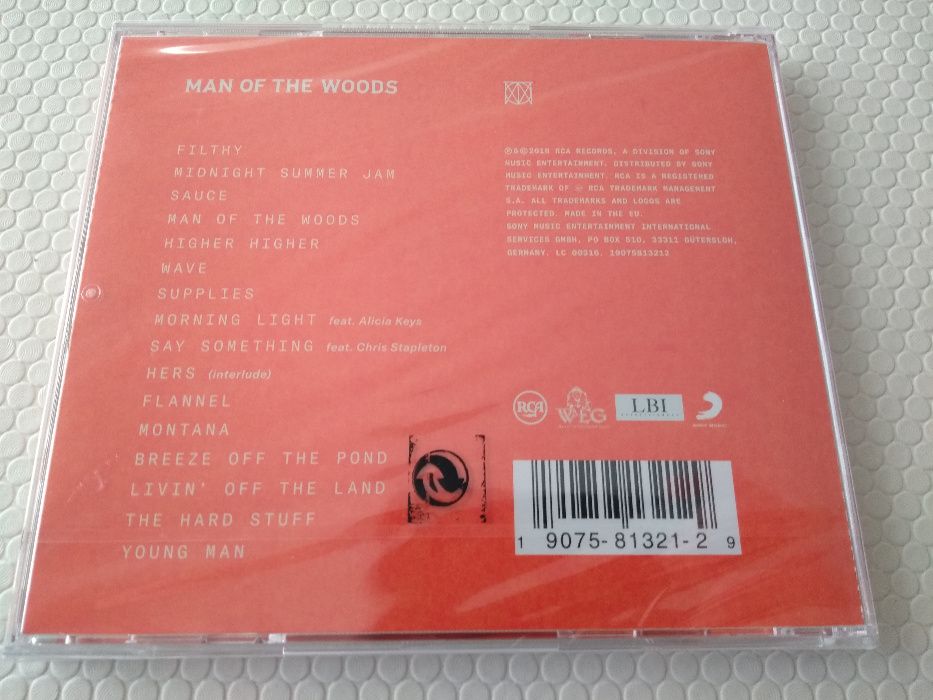 MAN OF THE WOODS
FILTHY
MIDNIGHT SUMMER JAM
SAUCE
MAN OF THE WOODS
HIGHER HIGHER
WAVE
SUPPLIES
MORNING LIGHT feat. Alicia Keys
SAY SOMETHING feat. Chris Stapleton
HERS (interlude)
FLANNEL
MONTANA
BREEZE OFF THE POND
LIVIN' OFF THE LAND
THE HARD STUFF
YOUNG MAN
℗&©2018 RCA RECORDS, A DIVISION OF SONY
MUSIC ENTERTAINMENT. DISTRIBUTED BY SONY
MUSIC ENTERTAINMENT. RCA IS A REGISTERED
TRADEMARK OF RCA TRADEMARK MANAGEMENT
S.A. ALL TRADEMARKS AND LOGOS ARE
PROTECTED. MADE IN THE EU.
SONY MUSIC ENTERTAINMENT INTERNATIONAL
SERVICES GMBH, PO BOX 510, 33311 GÜTERSLOH,
GERMANY. LC 00316. 19075813212
RCA
WEG
LBI
ENTERTAINMENT
SONY MUSIC
1 9075-81321-2 9